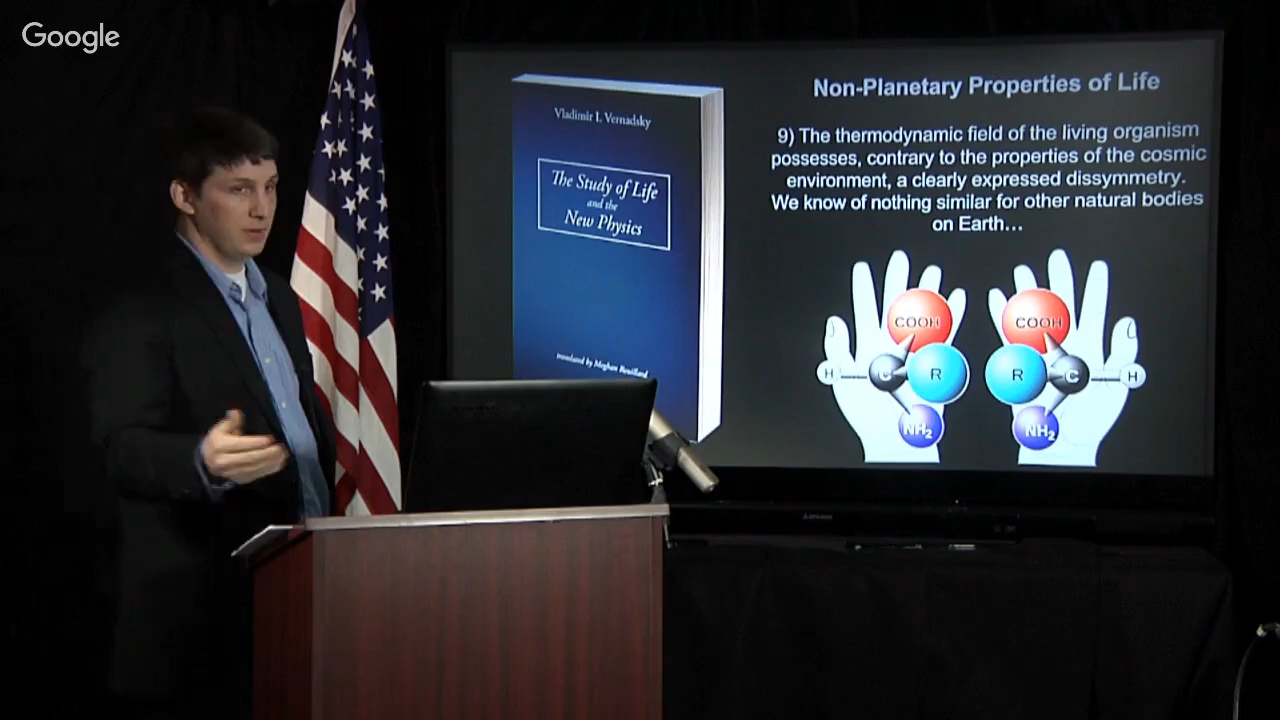 Google
Vladimir I. Vernadsky
The Study of Life
and the
New Physics
translated by Meghan Rouillard
Non-Planetary Properties of Life
9) The thermodynamic field of the living organism
possesses, contrary to the properties of the cosmic
environment, a clearly expressed dissymmetry.
We know of nothing similar for other natural bodies
on Earth...
COOH
H
C
R
NH₂
COOH
R
C
H
NH₂